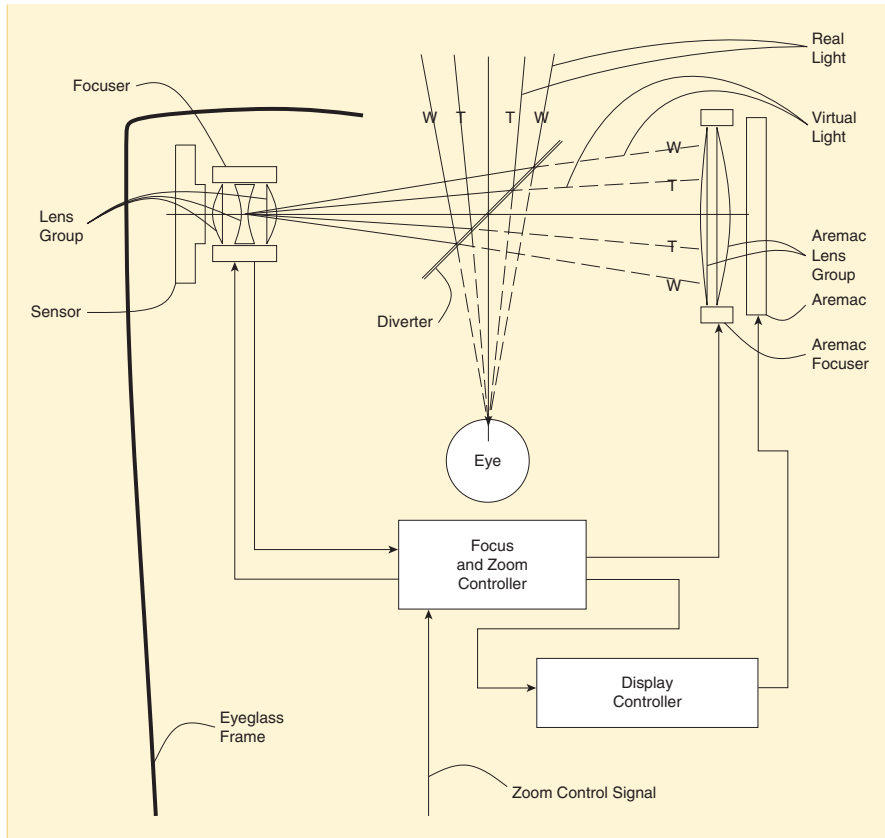 Real
Light
Focuser
Virtual
Light
W
T
T
W
W
T
Lens
Group
Aremac
Lens
Group
T
W
Sensor
Diverter
Aremac
Aremac
Focuser
Eye
Focus
and Zoom
Controller
Display
Controller
Eyeglass
Frame
Zoom Control Signal